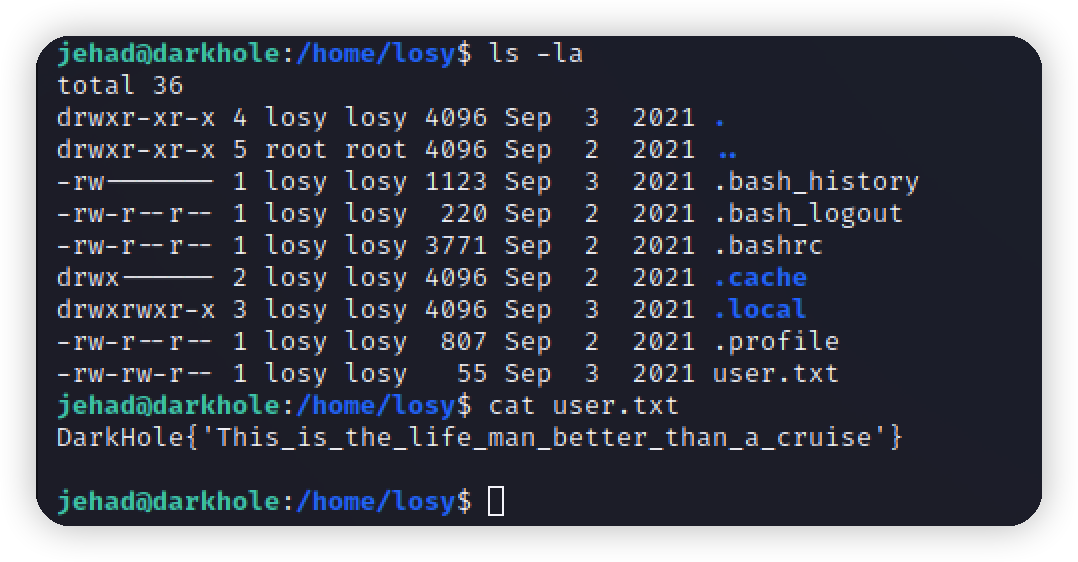 jehad@darkhole:/home/losy$ ls -la
total 36
drwxr-xr-x 4 losy losy 4096 Sep  3  2021 .
drwxr-xr-x 5 root root 4096 Sep  2  2021 ..
-rw------- 1 losy losy 1123 Sep  3  2021 .bash_history
-rw-r--r-- 1 losy losy  220 Sep  2  2021 .bash_logout
-rw-r--r-- 1 losy losy 3771 Sep  2  2021 .bashrc
drwx------ 2 losy losy 4096 Sep  2  2021 .cache
drwxrwxr-x 3 losy losy 4096 Sep  3  2021 .local
-rw-r--r-- 1 losy losy  807 Sep  2  2021 .profile
-rw-rw-r-- 1 losy losy   55 Sep  3  2021 user.txt
jehad@darkhole:/home/losy$ cat user.txt
DarkHole{'This_is_the_life_man_better_than_a_cruise'}
jehad@darkhole:/home/losy$